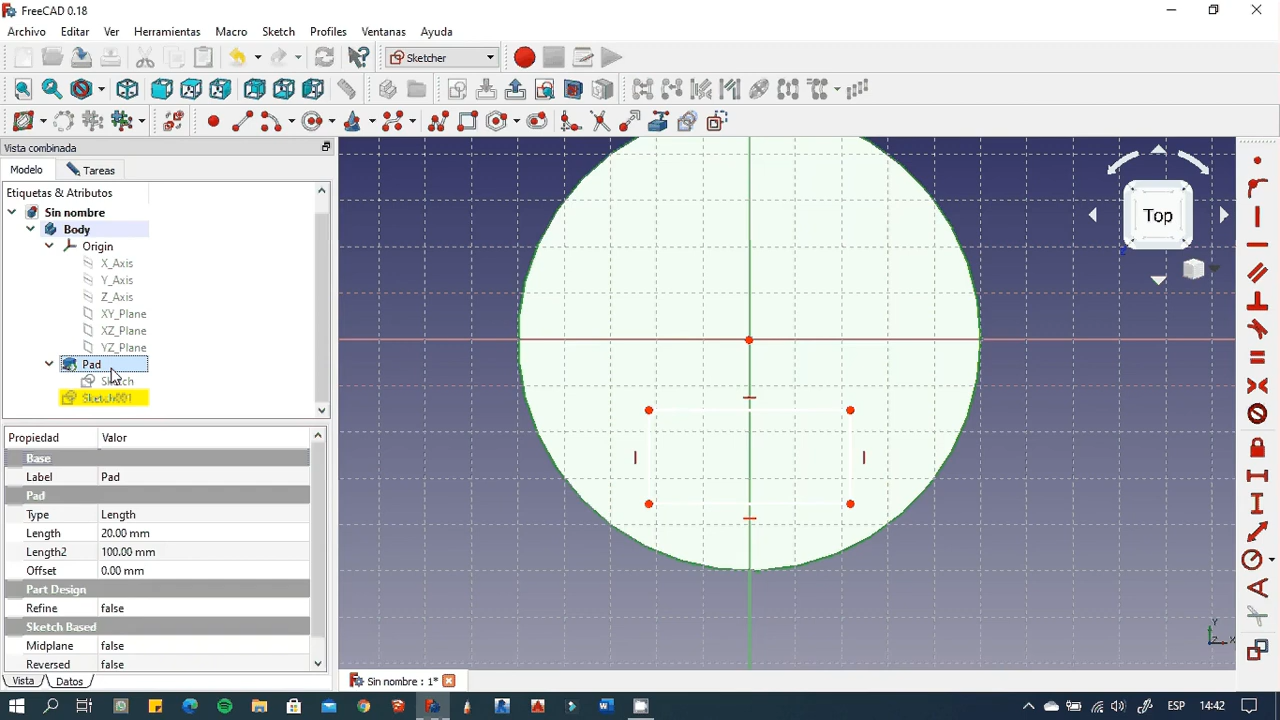 FreeCAD 0.18
Archivo Editar Ver Herramientas Macro Sketch Profiles Ventanas Ayuda
Sketcher
Vista combinada
Modelo Tareas
Etiquetas & Atributos
Sin nombre
Body
Origin
X_Axis
Y_Axis
Z_Axis
XY_Plane
XZ_Plane
YZ_Plane
Pad
Sketch
Sketch001
Propiedad Valor
Base
Label Pad
Pad
Type Length
Length 20.00 mm
Length2 100.00 mm
Offset 0.00 mm
Part Design
Refine false
Sketch Based
Midplane false
Reversed false
Vista Datos
Top
Y
X
Sin nombre : 1*
ESP 14:42